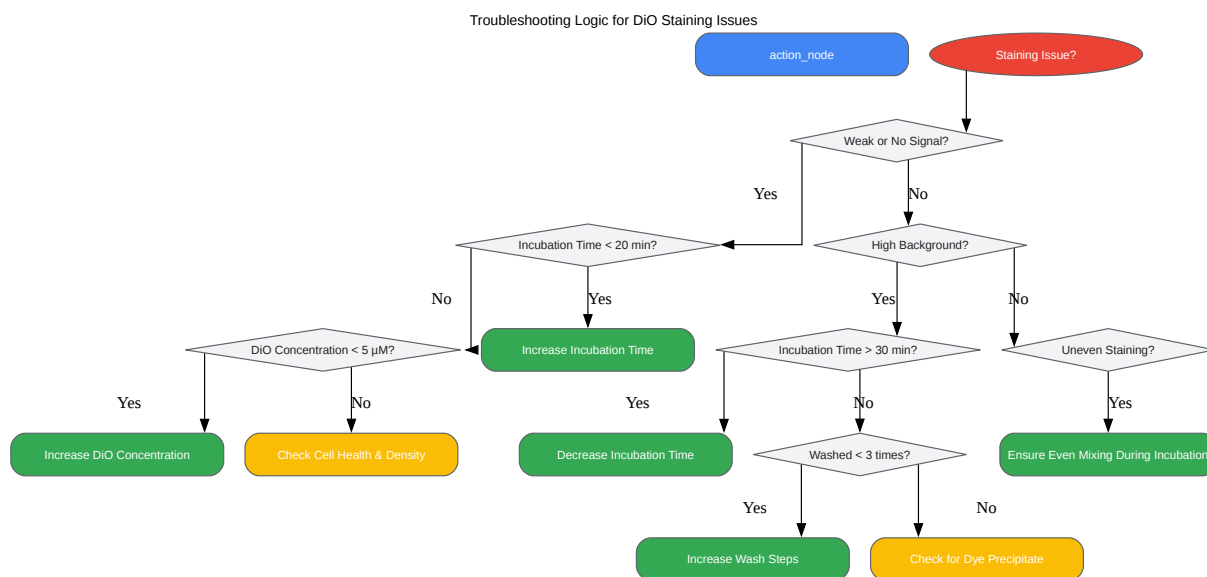 Troubleshooting Logic for DiO Staining Issues
action_node
Staining Issue?
Weak or No Signal?
Yes
No
Incubation Time < 20 min?
High Background?
No
Yes
Yes
No
DiO Concentration < 5 µM?
Increase Incubation Time
Incubation Time > 30 min?
Uneven Staining?
Yes
No
Yes
No
Yes
Increase DiO Concentration
Check Cell Health & Density
Decrease Incubation Time
Washed < 3 times?
Ensure Even Mixing During Incubation
Yes
No
Increase Wash Steps
Check for Dye Precipitate